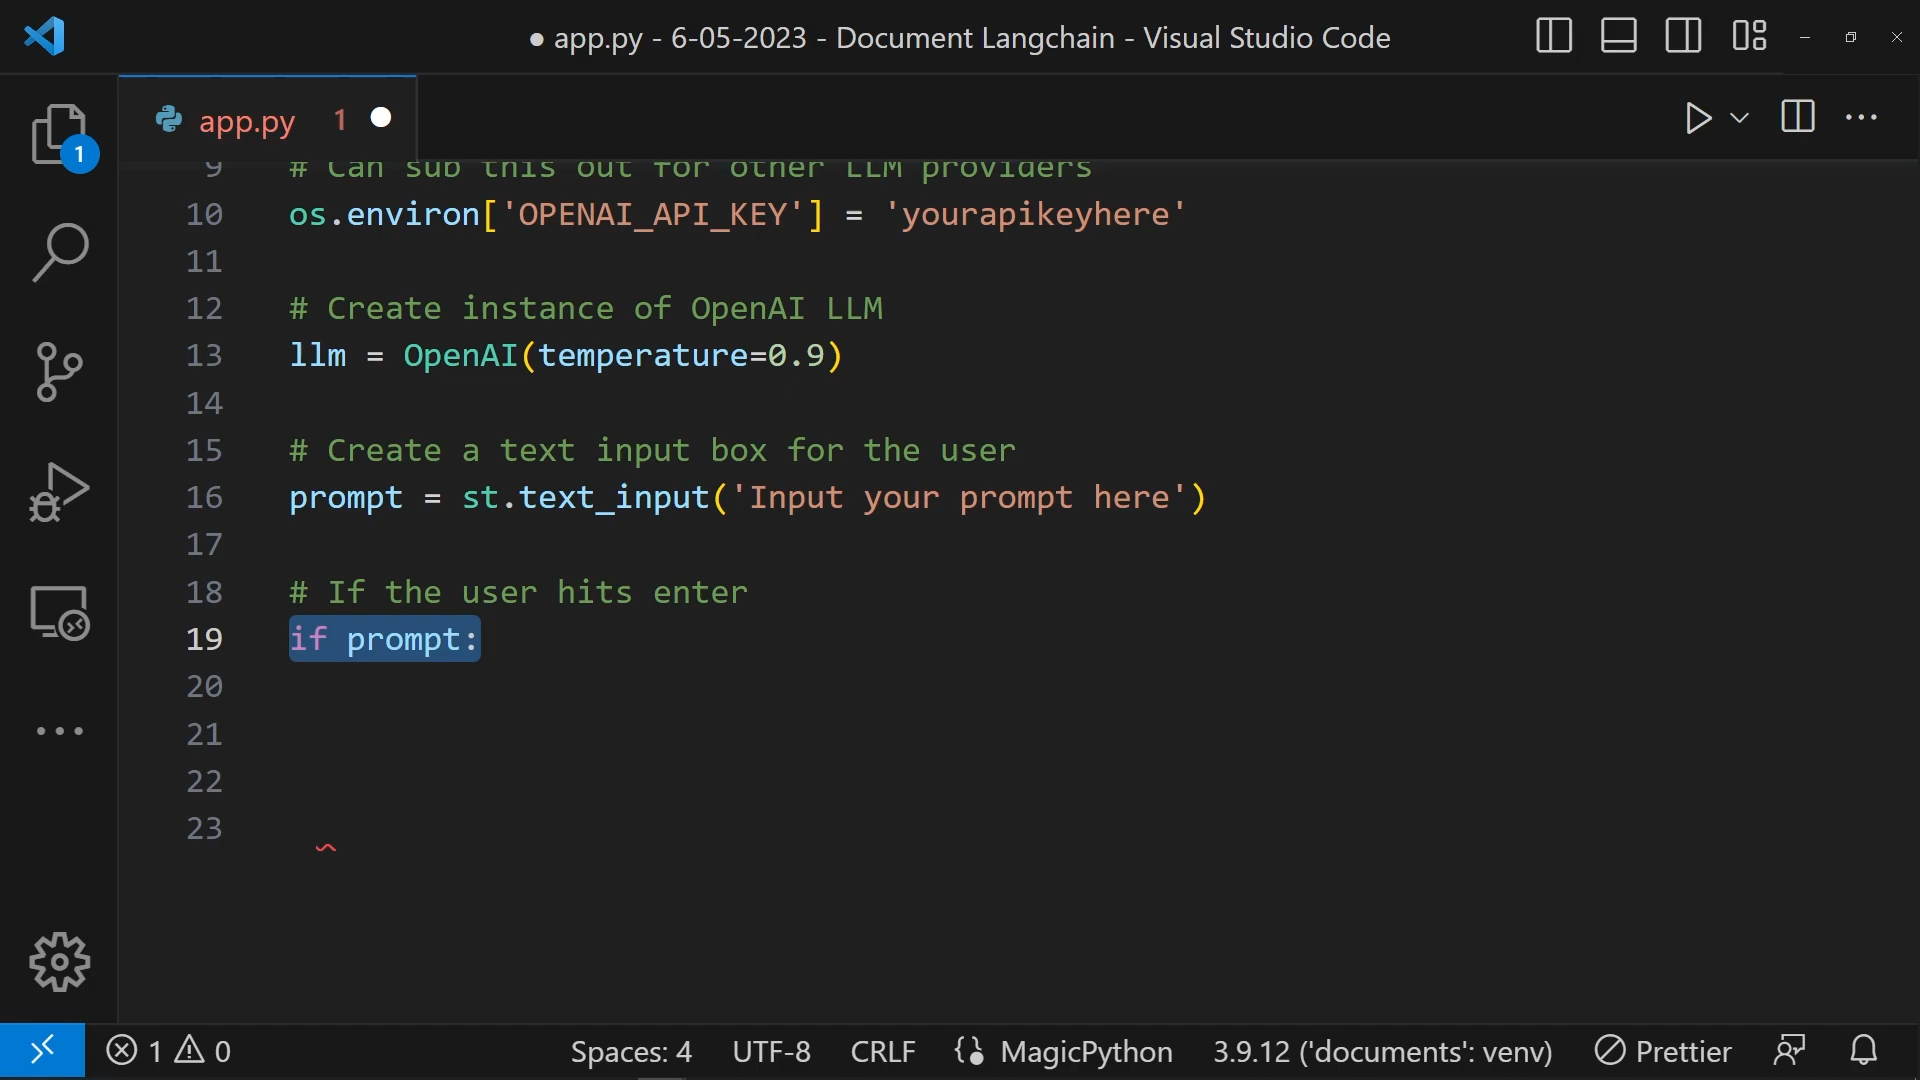 ● app.py - 6-05-2023 - Document Langchain - Visual Studio Code
1
app.py 1
9 # Can sub this out for other LLM providers
10 os.environ['OPENAI_API_KEY'] = 'yourapikeyhere'
11
12 # Create instance of OpenAI LLM
13 llm = OpenAI(temperature=0.9)
14
15 # Create a text input box for the user
16 prompt = st.text_input('Input your prompt here')
17
18 # If the user hits enter
19 if prompt:
20
21
22
23
1 0 Spaces: 4 UTF-8 CRLF MagicPython 3.9.12 ('documents': venv) Prettier